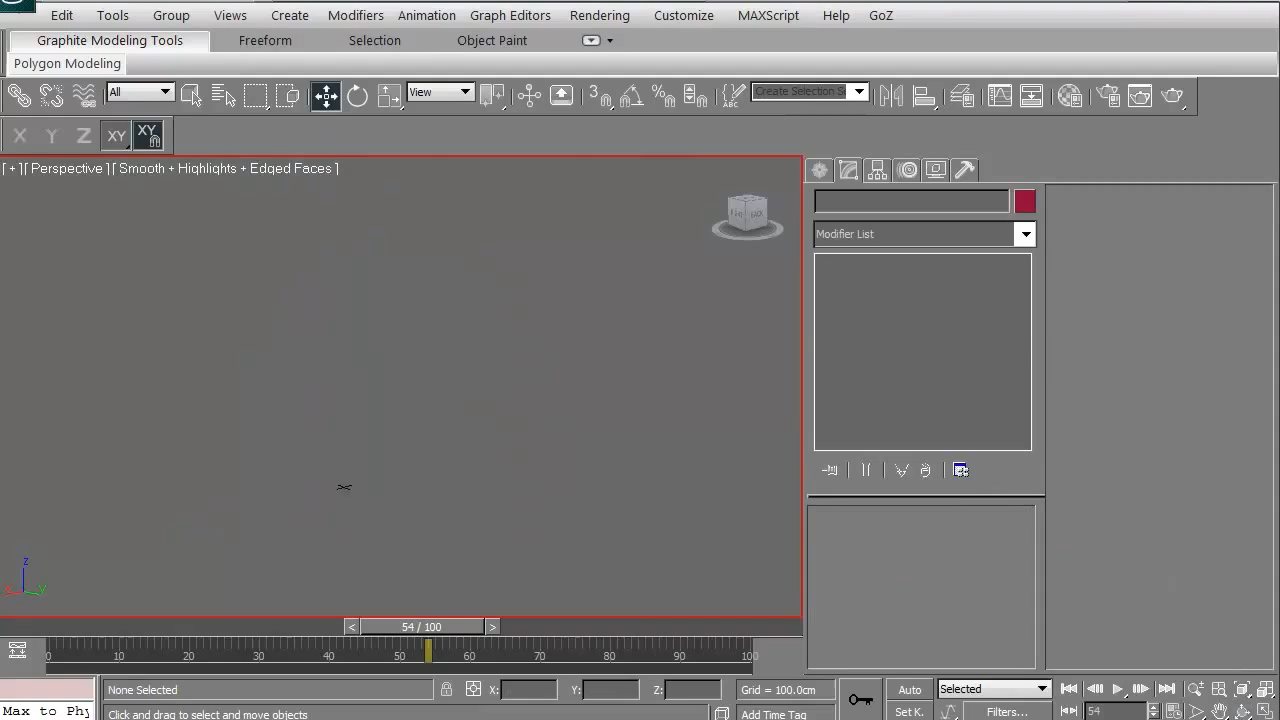 Edit Tools Group Views Create Modifiers Animation Graph Editors Rendering Customize MAXScript Help GoZ
Graphite Modeling Tools Freeform Selection Object Paint
Polygon Modeling
All View Create Selection Se
X Y Z XY XY
[ + ][ Perspective ][ Smooth + Highlights + Edged Faces ]
Modifier List
z
x y
< 54 / 100 >
0 10 20 30 40 50 60 70 80 90 100
None Selected X: Y: Z: Grid = 100.0cm Auto Selected
Max to Phy Click and drag to select and move objects Add Time Tag Set K. Filters... 54